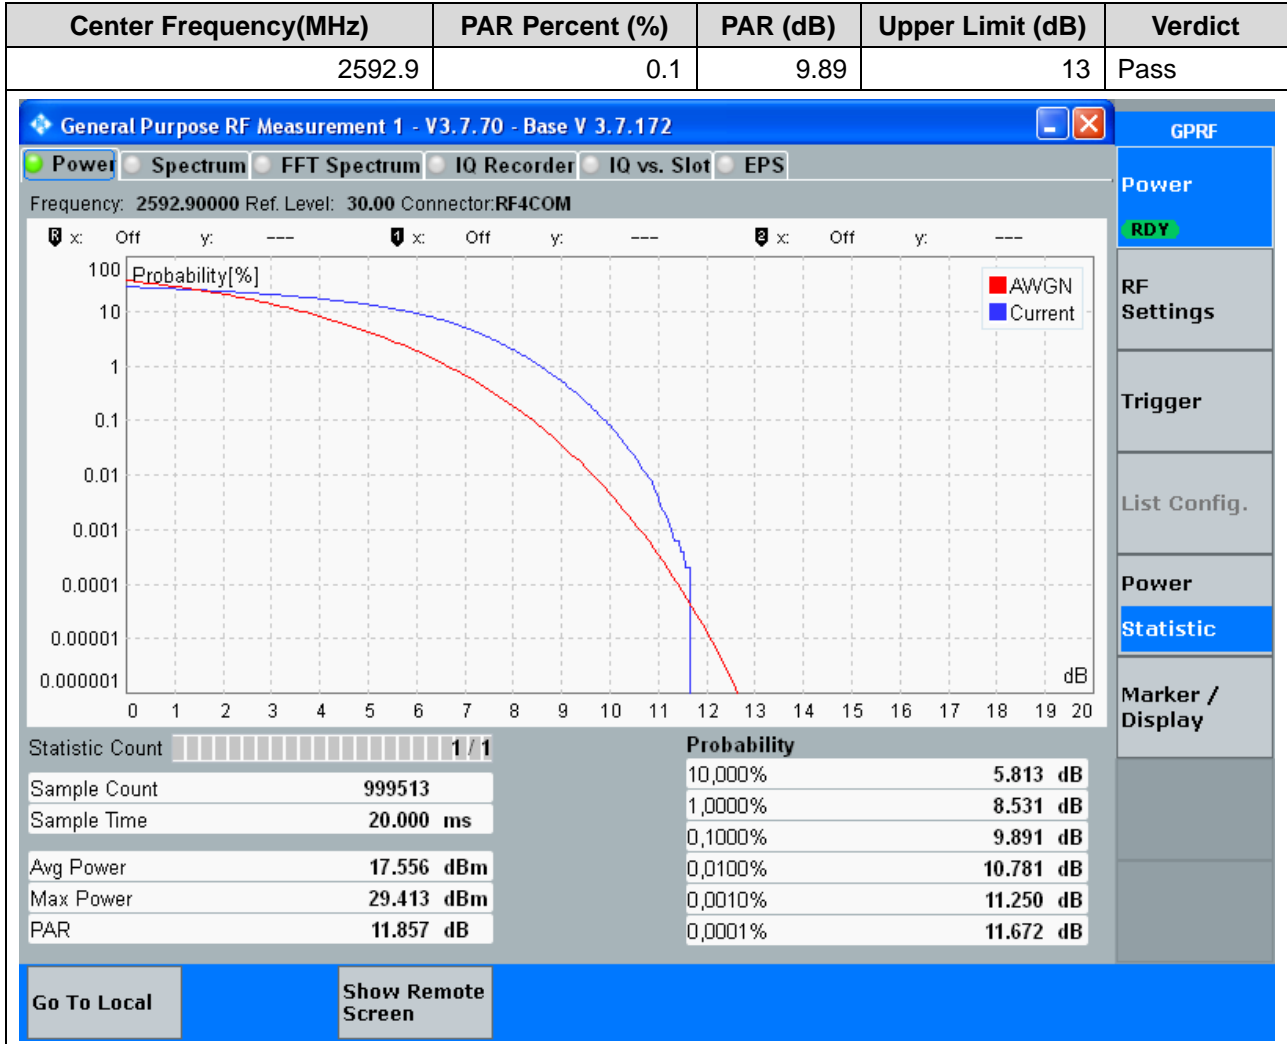 Center Frequency(MHz) PAR Percent (%) PAR (dB) Upper Limit (dB) Verdict
2592.9 0.1 9.89 13 Pass
General Purpose RF Measurement 1 - V3.7.70 - Base V 3.7.172
GPRF
Power Spectrum FFT Spectrum IQ Recorder IQ vs. Slot EPS
Power
RDY
Frequency: 2592.90000 Ref. Level: 30.00 Connector:RF4COM
R x: Off y: --- 1 x: Off y: --- 2 x: Off y: ---
Probability[%]
AWGN
Current
100
10
1
0.1
0.01
0.001
0.0001
0.00001
0.000001
dB
0 1 2 3 4 5 6 7 8 9 10 11 12 13 14 15 16 17 18 19 20
RF
Settings
Trigger
List Config.
Power
Statistic
Marker /
Display
Statistic Count 1 / 1
Sample Count 999513
Sample Time 20.000 ms
Avg Power 17.556 dBm
Max Power 29.413 dBm
PAR 11.857 dB
Probability
10,000% 5.813 dB
1,0000% 8.531 dB
0,1000% 9.891 dB
0,0100% 10.781 dB
0,0010% 11.250 dB
0,0001% 11.672 dB
Go To Local
Show Remote
Screen